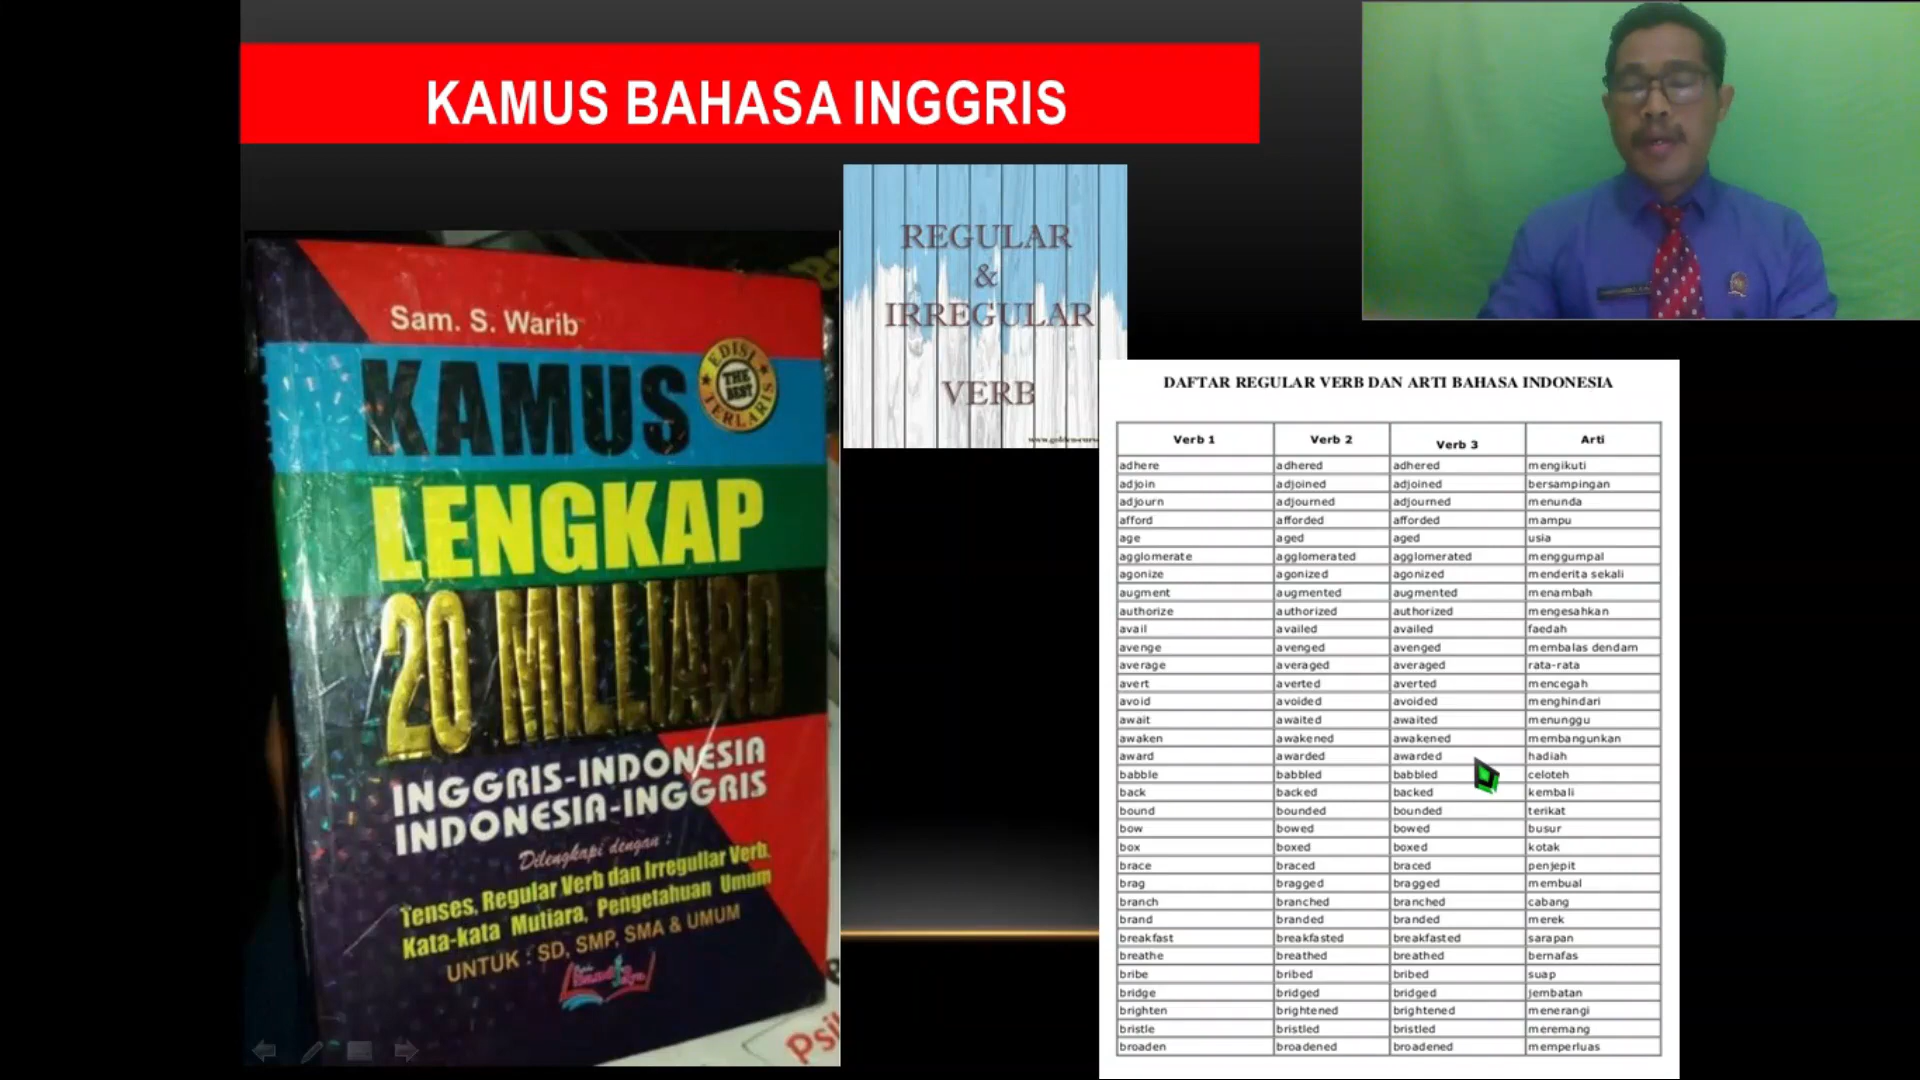 KAMUS BAHASA INGGRIS
Sam. S. Warib
EDISI
THE
BEST
TERLARIS
KAMUS
LENGKAP
20 MILLIARD
INGGRIS-INDONESIA
INDONESIA-INGGRIS
Dilengkapi dengan :
Tenses, Regular Verb dan Irregullar Verb,
Kata-kata Mutiara, Pengetahuan Umum
UNTUK : SD, SMP, SMA & UMUM
Psi
REGULAR
&
IRREGULAR
VERB
DAFTAR REGULAR VERB DAN ARTI BAHASA INDONESIA
Verb 1 Verb 2 Verb 3 Arti
adhere adhered adhered mengikuti
adjoin adjoined adjoined bersampingan
adjourn adjourned adjourned menunda
afford afforded afforded mampu
age aged aged usia
agglomerate agglomerated agglomerated menggumpal
agonize agonized agonized menderita sekali
augment augmented augmented menambah
authorize authorized authorized mengesahkan
avail availed availed faedah
avenge avenged avenged membalas dendam
average averaged averaged rata-rata
avert averted averted mencegah
avoid avoided avoided menghindari
await awaited awaited menunggu
awaken awakened awakened membangunkan
award awarded awarded hadiah
babble babbled babbled celoteh
back backed backed kembali
bound bounded bounded terikat
bow bowed bowed busur
box boxed boxed kotak
brace braced braced penjepit
brag bragged bragged membual
branch branched branched cabang
brand branded branded merek
breakfast breakfasted breakfasted sarapan
breathe breathed breathed bernafas
bribe bribed bribed suap
bridge bridged bridged jembatan
brighten brightened brightened menerangi
bristle bristled bristled meremang
broaden broadened broadened memperluas